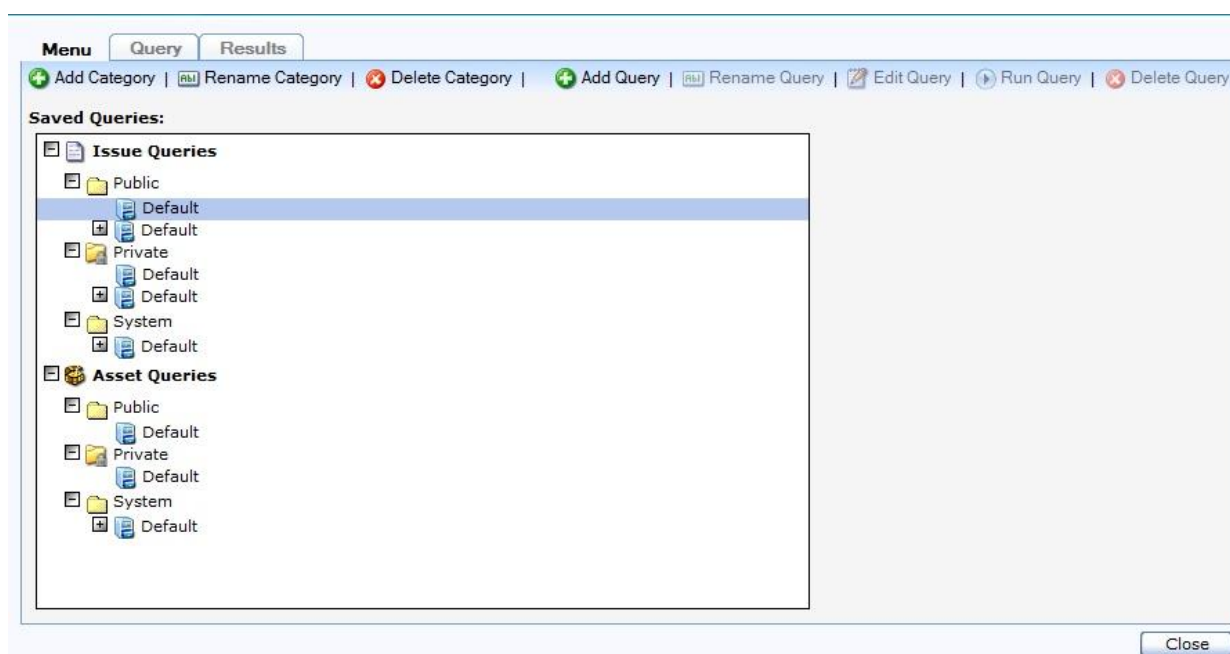 Menu Query Results
Add Category | Rename Category | Delete Category | Add Query | Rename Query | Edit Query | Run Query | Delete Query
Saved Queries:
Issue Queries
Public
Default
Default
Private
Default
Default
System
Default
Asset Queries
Public
Default
Private
Default
System
Default
Close